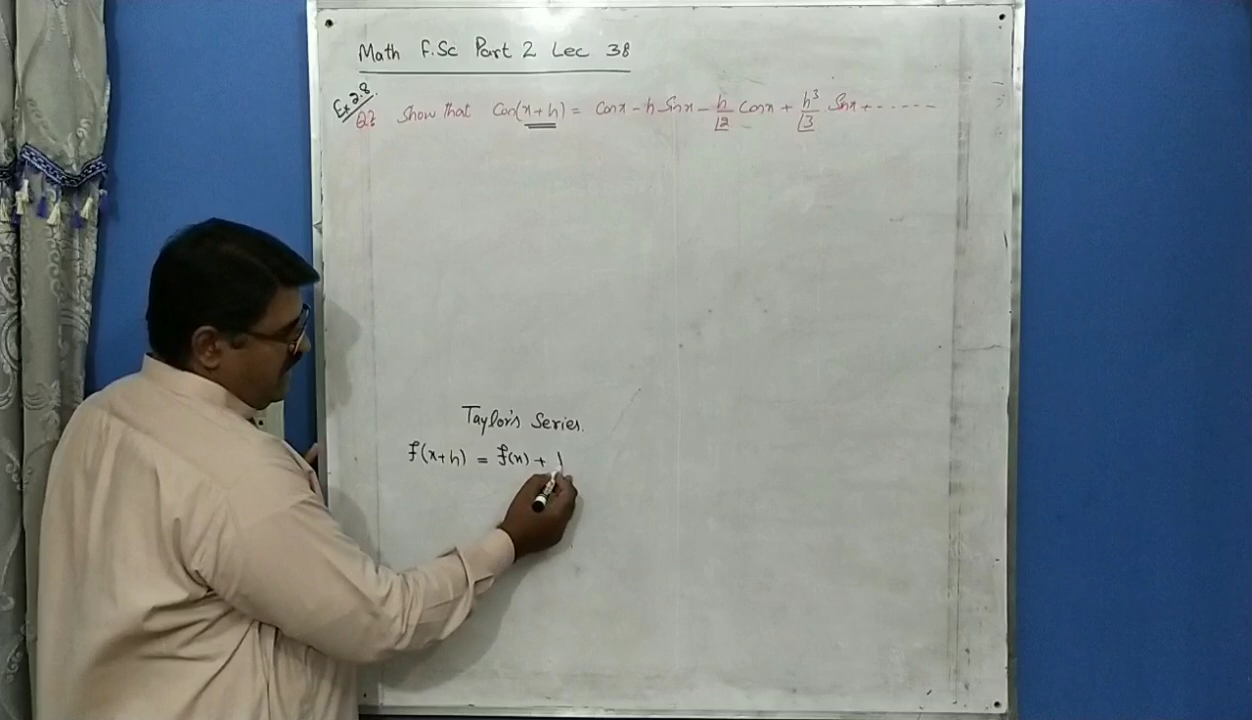 Math F.Sc Part 2 Lec 38
Ex 2.8
Q2 Show that Cos(x+h) = Cosx - h Sinx - h/⌊2 Cosx + h³/⌊3 Sinx + ------
Taylor's Series.
f(x+h) = f(x) +